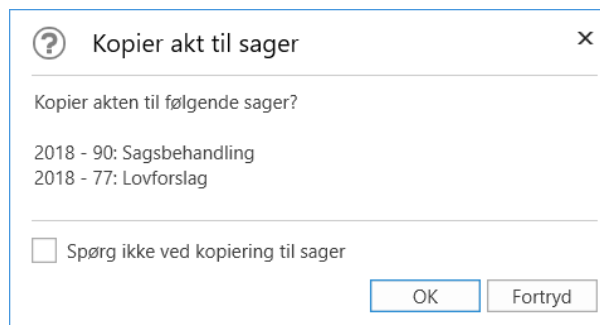 Kopier akt til sager
Kopier akten til følgende sager?
2018 - 90: Sagsbehandling
2018 - 77: Lovforslag
Spørg ikke ved kopiering til sager
OK
Fortryd